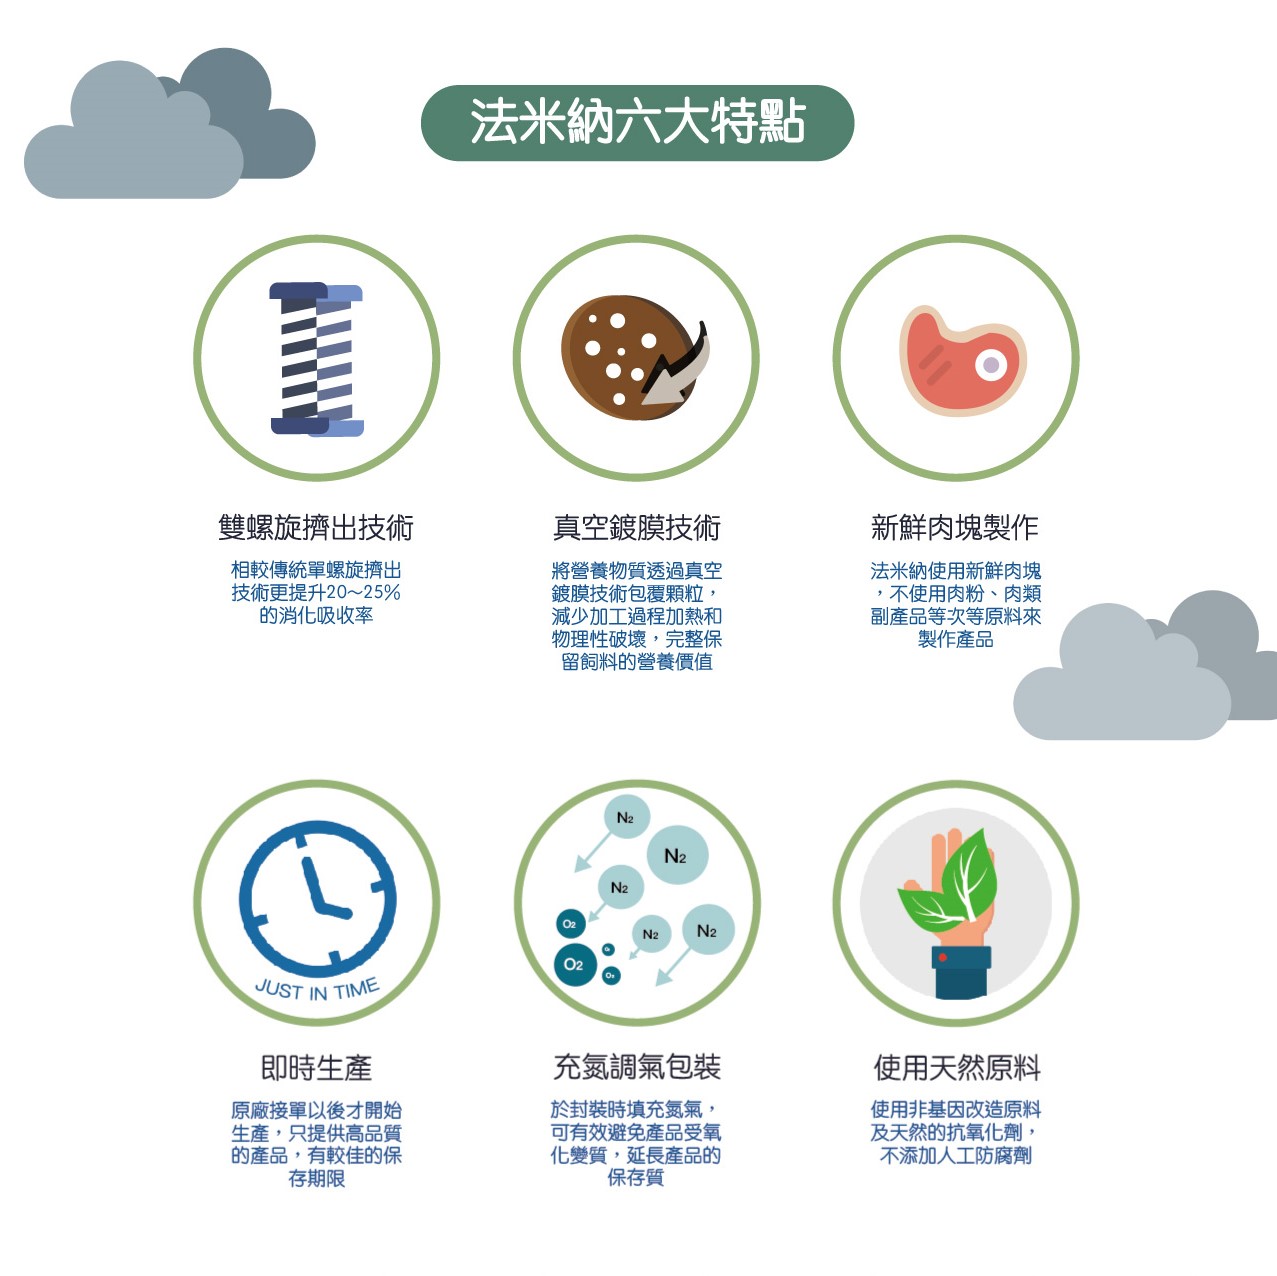 法米納六大特點
雙螺旋擠出技術
相較傳統單螺旋擠出
技術更提升20～25%
的消化吸收率
真空鍍膜技術
將營養物質透過真空
鍍膜技術包覆顆粒，
減少加工過程加熱和
物理性破壞，完整保
留飼料的營養價值
新鮮肉塊製作
法米納使用新鮮肉塊
，不使用肉粉、肉類
副產品等次等原料來
製作產品
JUST IN TIME
即時生產
原廠接單以後才開始
生產，只提供高品質
的產品，有較佳的保
存期限
N2
N2
N2
N2
N2
O2
O2
O2
充氮調氣包裝
於封裝時填充氮氣，
可有效避免產品受氧
化變質，延長產品的
保存質
使用天然原料
使用非基因改造原料
及天然的抗氧化劑，
不添加人工防腐劑